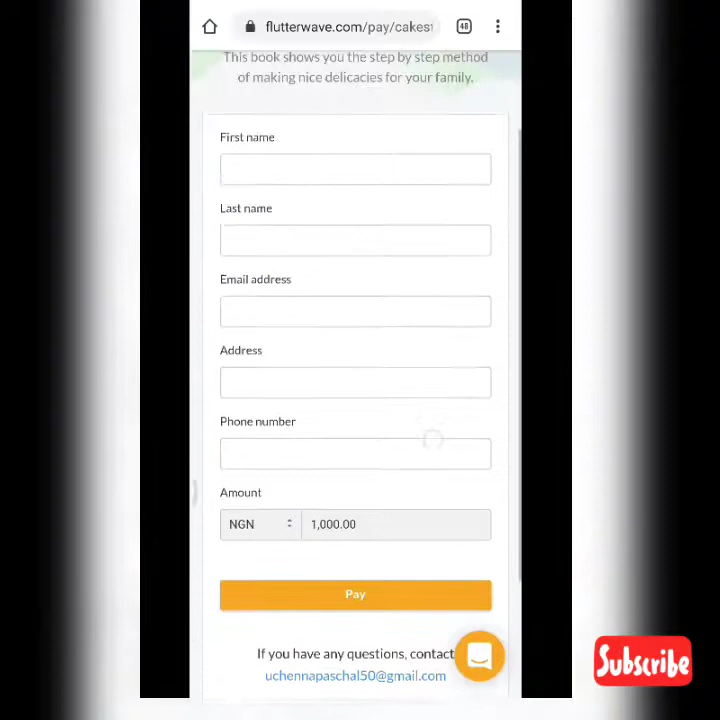 flutterwave.com/pay/cakest
48
This book shows you the step by step method
of making nice delicacies for your family.
First name
Last name
Email address
Address
Phone number
Amount
NGN 1,000.00
Pay
If you have any questions, contact
uchennapaschal50@gmail.com
Subscribe